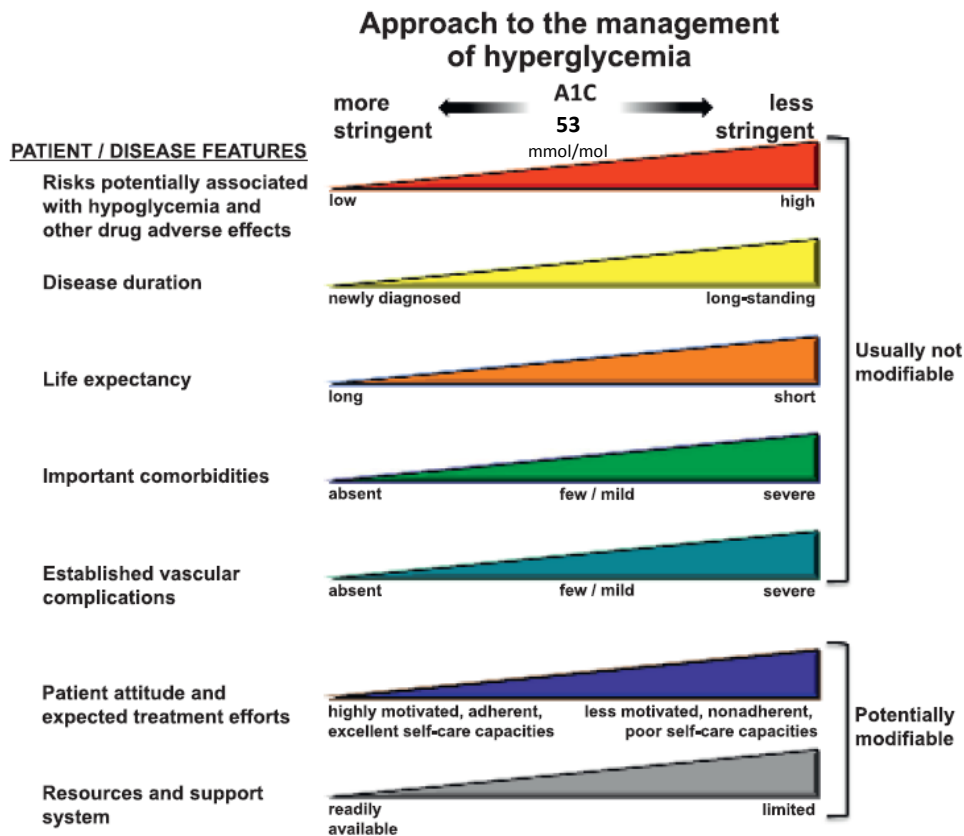 Approach to the management
of hyperglycemia
more
stringent
A1C
53
mmol/mol
less
stringent
PATIENT / DISEASE FEATURES
Risks potentially associated
with hypoglycemia and
other drug adverse effects
low
high
Disease duration
newly diagnosed
long-standing
Life expectancy
long
short
Usually not
modifiable
Important comorbidities
absent
few / mild
severe
Established vascular
complications
absent
few / mild
severe
Patient attitude and
expected treatment efforts
highly motivated, adherent,
excellent self-care capacities
less motivated, nonadherent,
poor self-care capacities
Potentially
modifiable
Resources and support
system
readily
available
limited